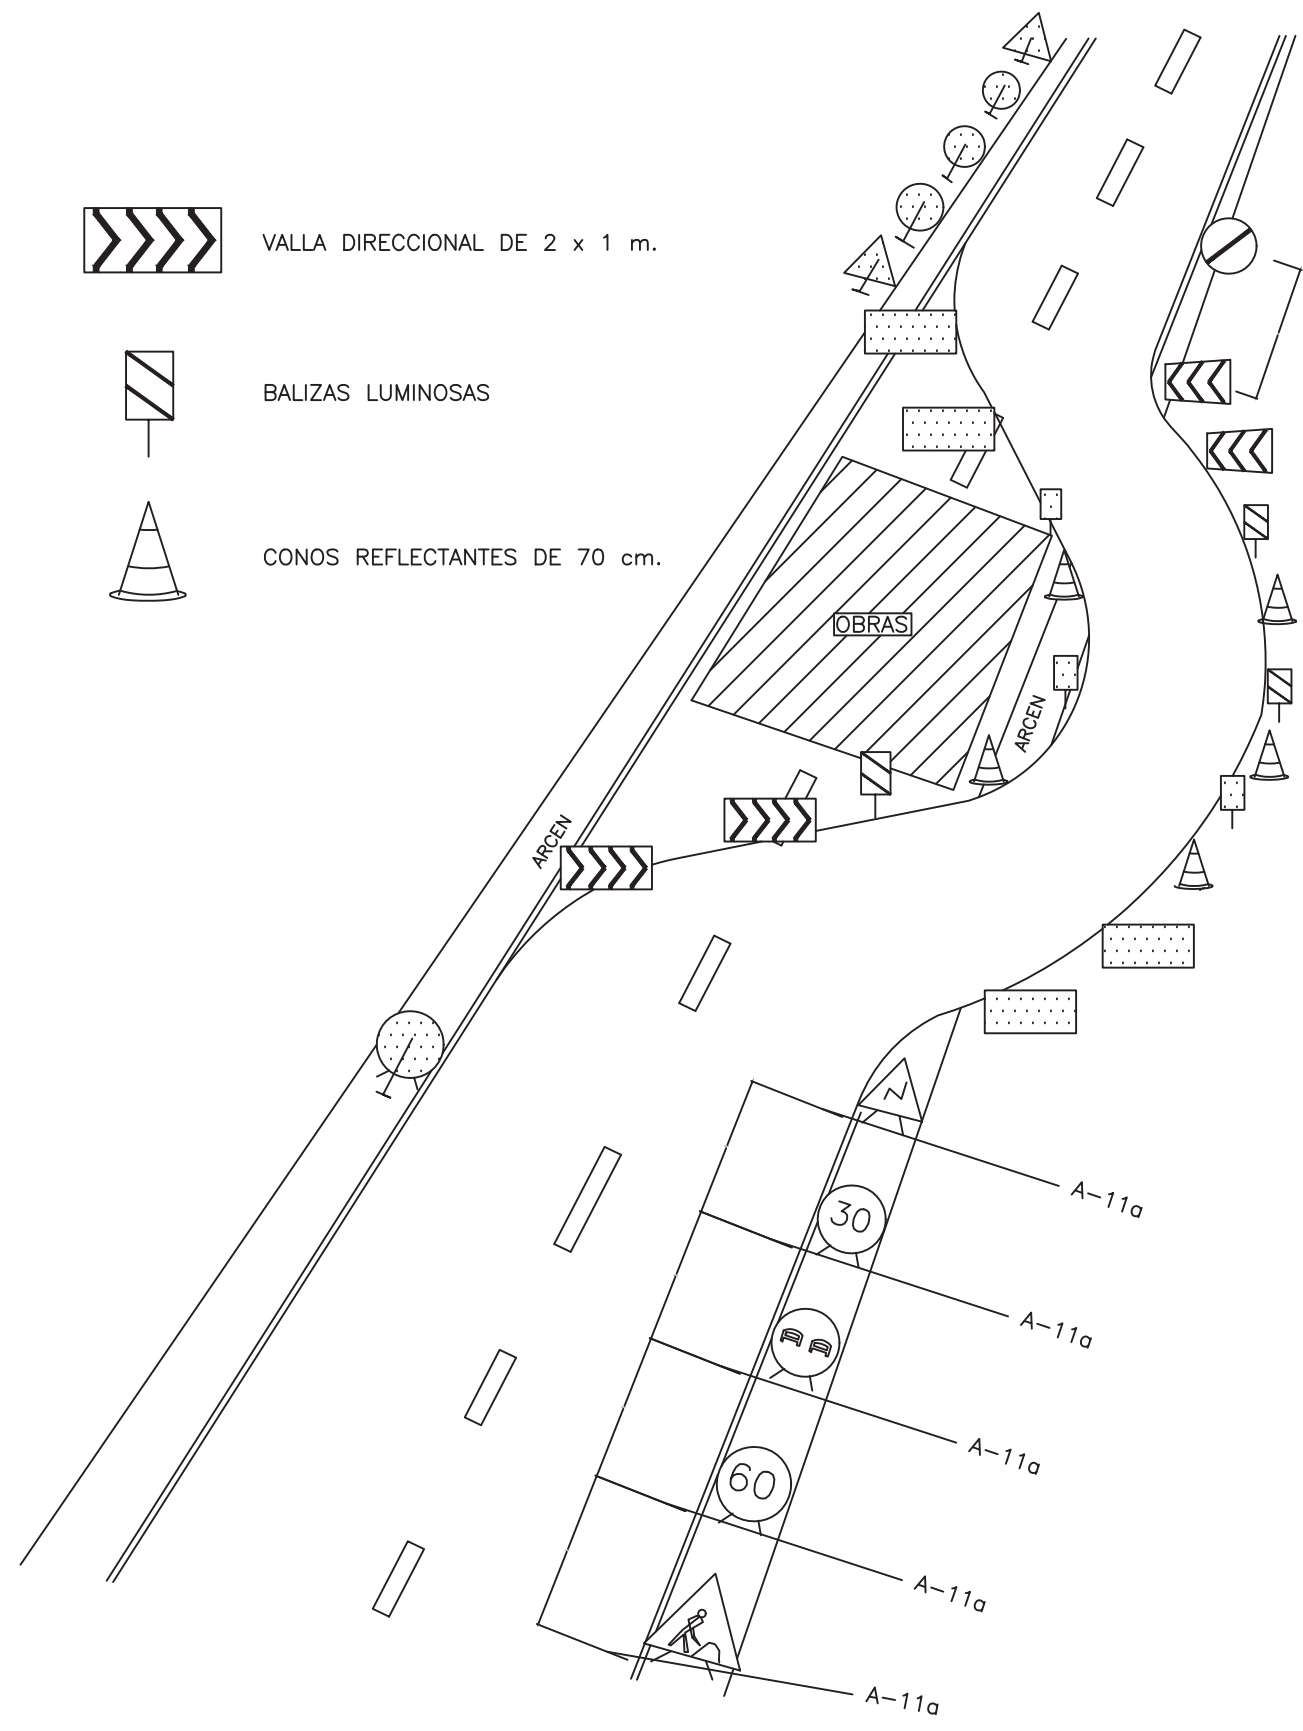 VALLA DIRECCIONAL DE 2 x 1 m.
BALIZAS LUMINOSAS
CONOS REFLECTANTES DE 70 cm.
OBRAS
ARCEN
ARCEN
A-11a
30
A-11a
A-11a
60
A-11a
A-11a